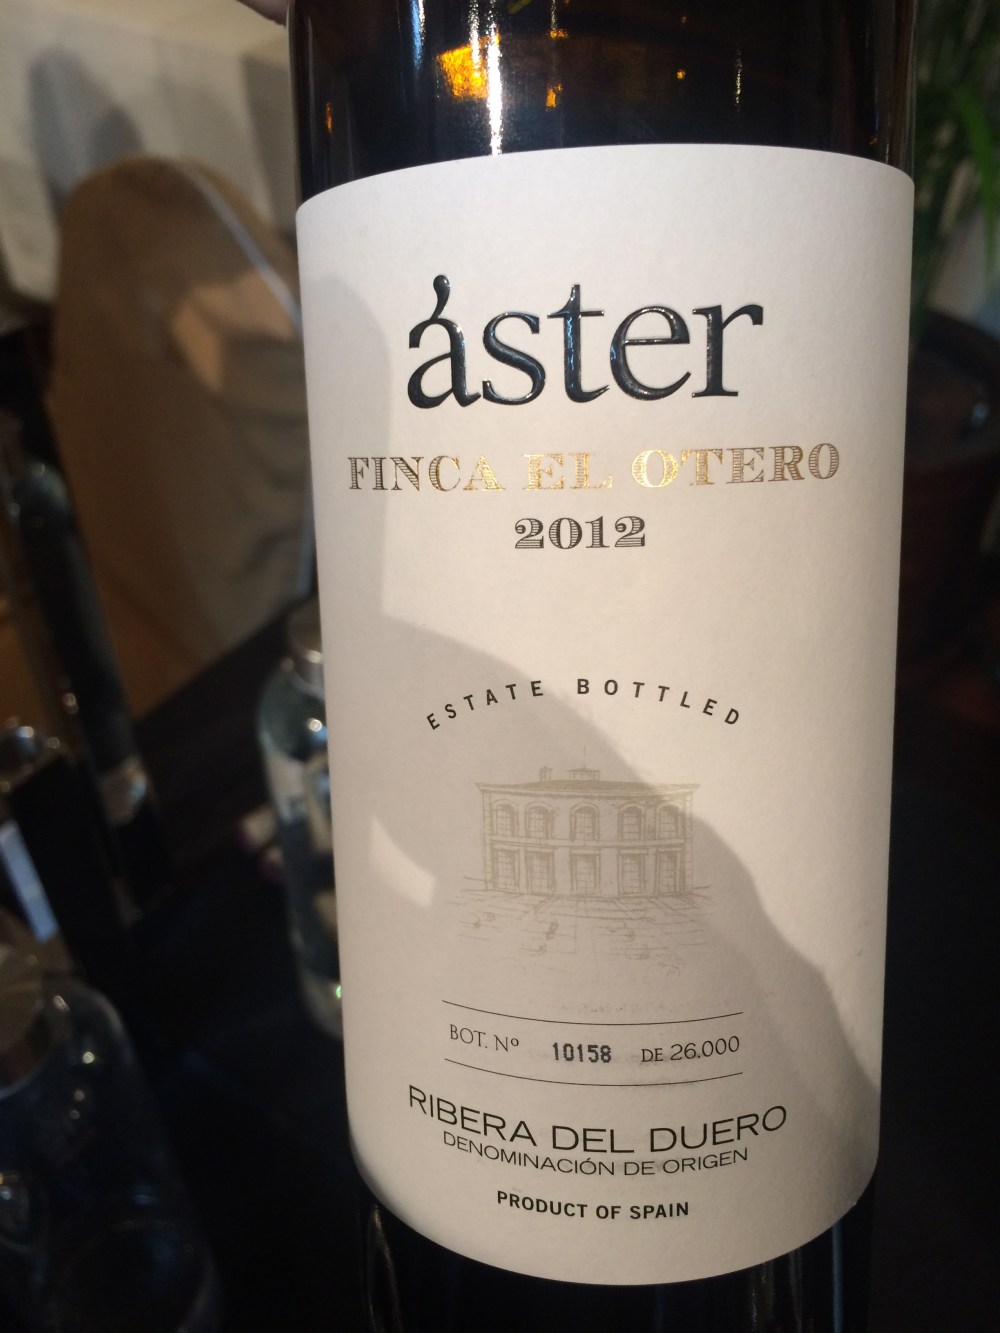 áster
FINCA EL OTERO
2012
ESTATE BOTTLED
BOT. Nº 10158 DE 26.000
RIBERA DEL DUERO
DENOMINACIÓN DE ORIGEN
PRODUCT OF SPAIN